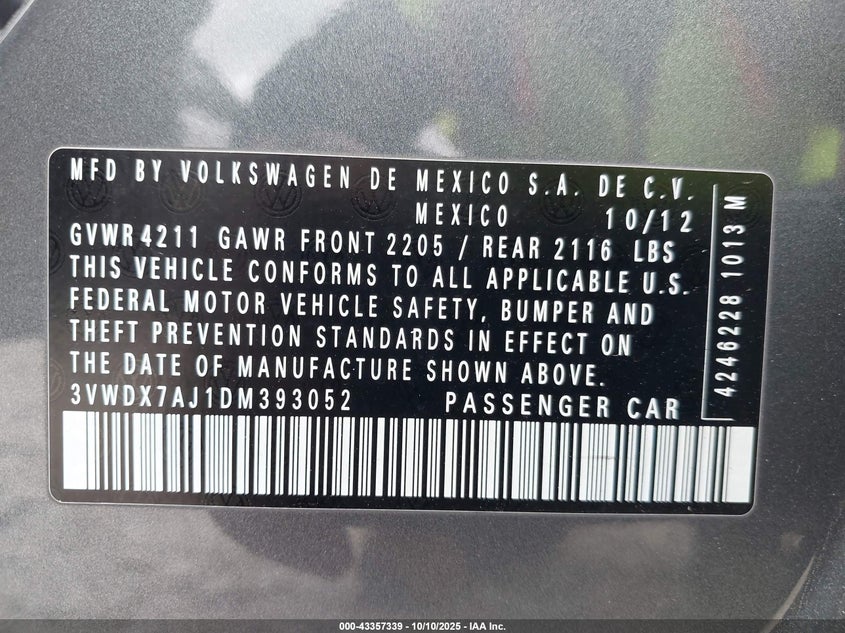 MFD BY VOLKSWAGEN DE MEXICO S.A. DE C.V.
MEXICO 10/12
GVWR 4211 GAWR FRONT 2205 / REAR 2116 LBS
THIS VEHICLE CONFORMS TO ALL APPLICABLE U.S.
FEDERAL MOTOR VEHICLE SAFETY, BUMPER AND
THEFT PREVENTION STANDARDS IN EFFECT ON
THE DATE OF MANUFACTURE SHOWN ABOVE.
3VWDX7AJ1DM393052 PASSENGER CAR
4246228 1013 M
000-43357339 - 10/10/2025 - IAA Inc.